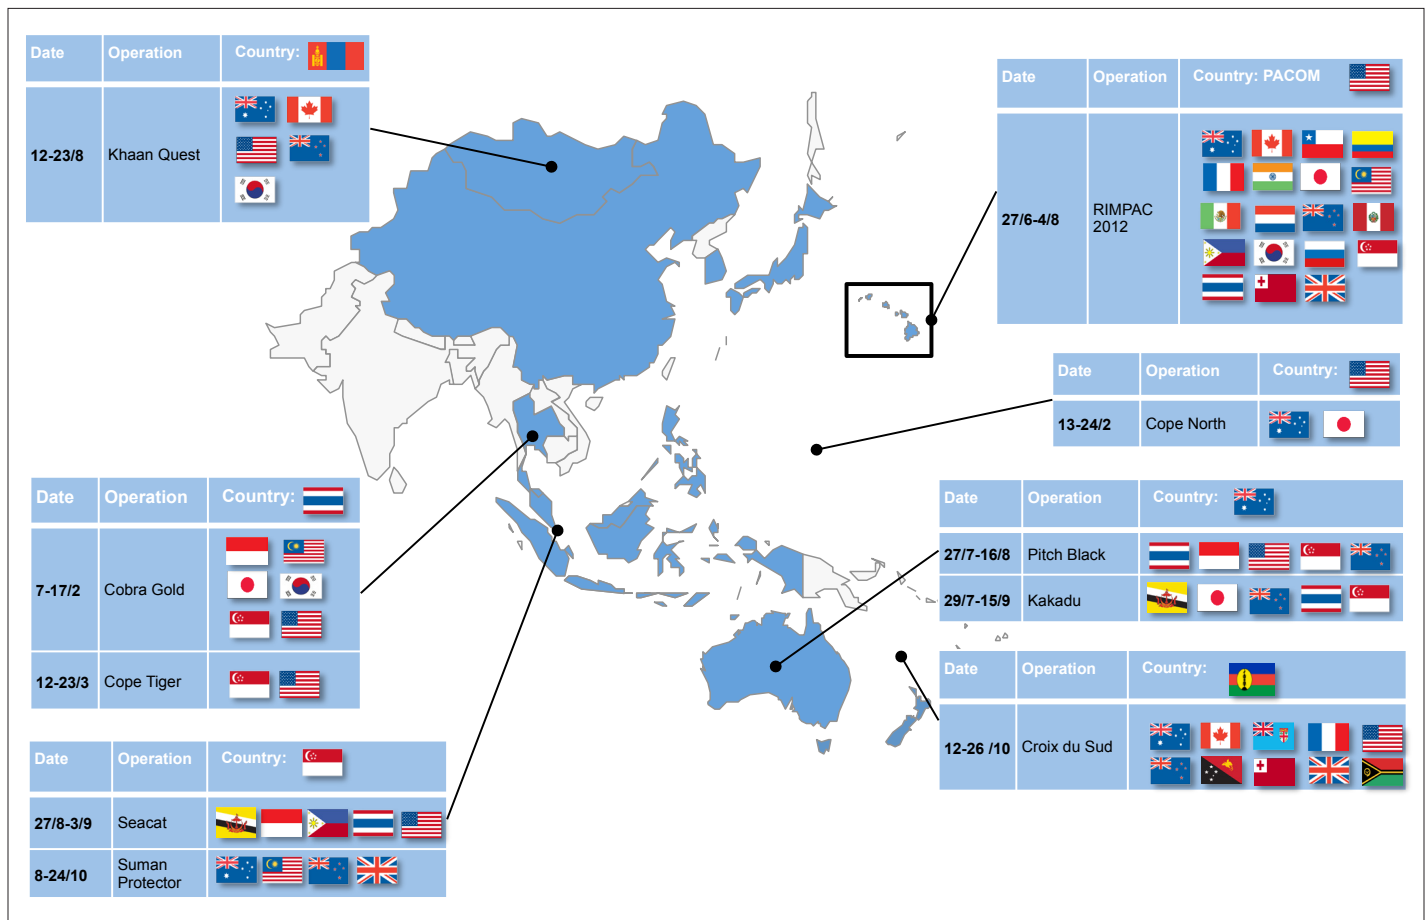 Date Operation Country:
12-23/8 Khaan Quest
Date Operation Country: PACOM
27/6-4/8 RIMPAC
2012
Date Operation Country:
13-24/2 Cope North
Date Operation Country:
7-17/2 Cobra Gold
12-23/3 Cope Tiger
Date Operation Country:
27/7-16/8 Pitch Black
29/7-15/9 Kakadu
Date Operation Country:
12-26 /10 Croix du Sud
Date Operation Country:
27/8-3/9 Seacat
8-24/10 Suman
Protector